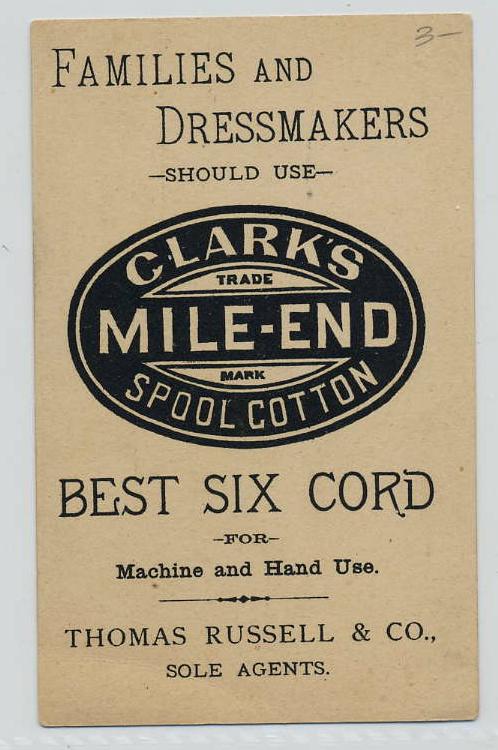 3-
FAMILIES AND
DRESSMAKERS
-SHOULD USE-
CLARK'S
TRADE
MILE-END
MARK
SPOOL COTTON
BEST SIX CORD
-FOR-
Machine and Hand Use.
THOMAS RUSSELL & CO.,
SOLE AGENTS.